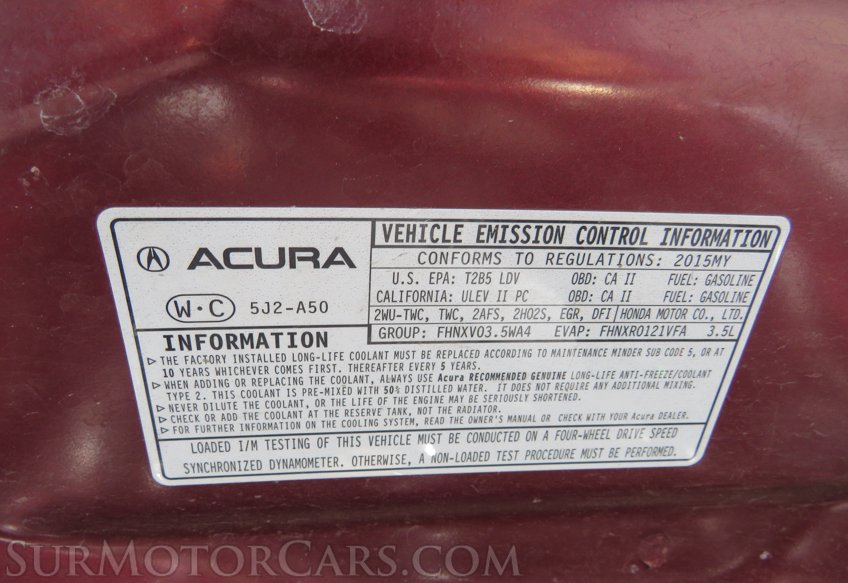 ACURA
W·C 5J2-A50
VEHICLE EMISSION CONTROL INFORMATION
CONFORMS TO REGULATIONS: 2015MY
U.S. EPA: T2B5 LDV OBD: CA II FUEL: GASOLINE
CALIFORNIA: ULEV II PC OBD: CA II FUEL: GASOLINE
2WU-TWC, TWC, 2AFS, 2HO2S, EGR, DFI HONDA MOTOR CO., LTD.
GROUP: FHNXV03.5WA4 EVAP: FHNXR0121VFA 3.5L
INFORMATION
▷ THE FACTORY INSTALLED LONG-LIFE COOLANT MUST BE REPLACED ACCORDING TO MAINTENANCE MINDER SUB CODE 5, OR AT
10 YEARS WHICHEVER COMES FIRST. THEREAFTER EVERY 5 YEARS.
▷ WHEN ADDING OR REPLACING THE COOLANT, ALWAYS USE Acura RECOMMENDED GENUINE LONG-LIFE ANTI-FREEZE/COOLANT
TYPE 2. THIS COOLANT IS PRE-MIXED WITH 50% DISTILLED WATER. IT DOES NOT REQUIRE ANY ADDITIONAL MIXING.
▷ NEVER DILUTE THE COOLANT, OR THE LIFE OF THE ENGINE MAY BE SERIOUSLY SHORTENED.
▷ CHECK OR ADD THE COOLANT AT THE RESERVE TANK, NOT THE RADIATOR.
▷ FOR FURTHER INFORMATION ON THE COOLING SYSTEM, READ THE OWNER'S MANUAL OR CHECK WITH YOUR Acura DEALER.
LOADED I/M TESTING OF THIS VEHICLE MUST BE CONDUCTED ON A FOUR-WHEEL DRIVE SPEED
SYNCHRONIZED DYNAMOMETER. OTHERWISE, A NON-LOADED TEST PROCEDURE MUST BE PERFORMED.
SurMotorCars.com